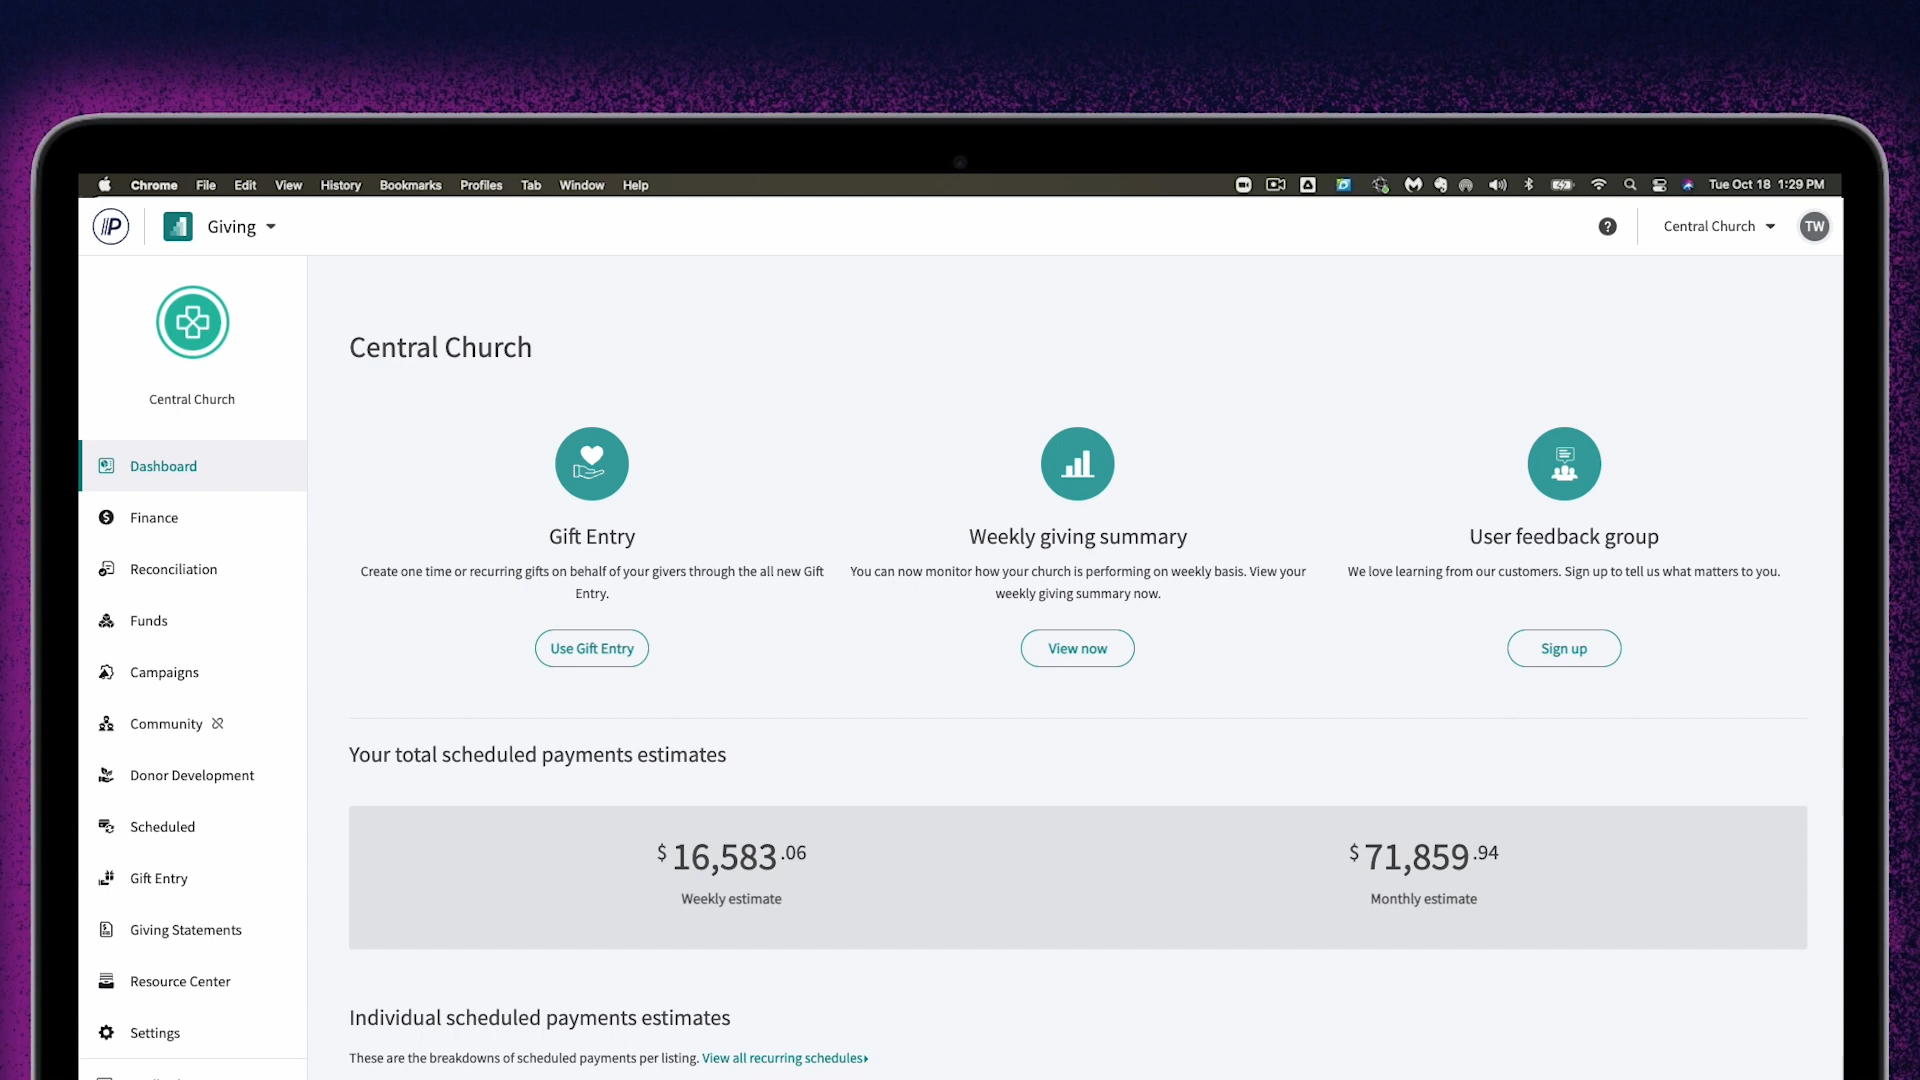 Chrome File Edit View History Bookmarks Profiles Tab Window Help Tue Oct 18 1:29 PM
P Giving ? Central Church TW
Central Church
Dashboard
Finance
Reconciliation
Funds
Campaigns
Community
Donor Development
Scheduled
Gift Entry
Giving Statements
Resource Center
Settings
Central Church
Gift Entry
Create one time or recurring gifts on behalf of your givers through the all new Gift
Entry.
Use Gift Entry
Weekly giving summary
You can now monitor how your church is performing on weekly basis. View your
weekly giving summary now.
View now
User feedback group
We love learning from our customers. Sign up to tell us what matters to you.
Sign up
Your total scheduled payments estimates
$ 16,583.06
Weekly estimate
$ 71,859.94
Monthly estimate
Individual scheduled payments estimates
These are the breakdowns of scheduled payments per listing. View all recurring schedules